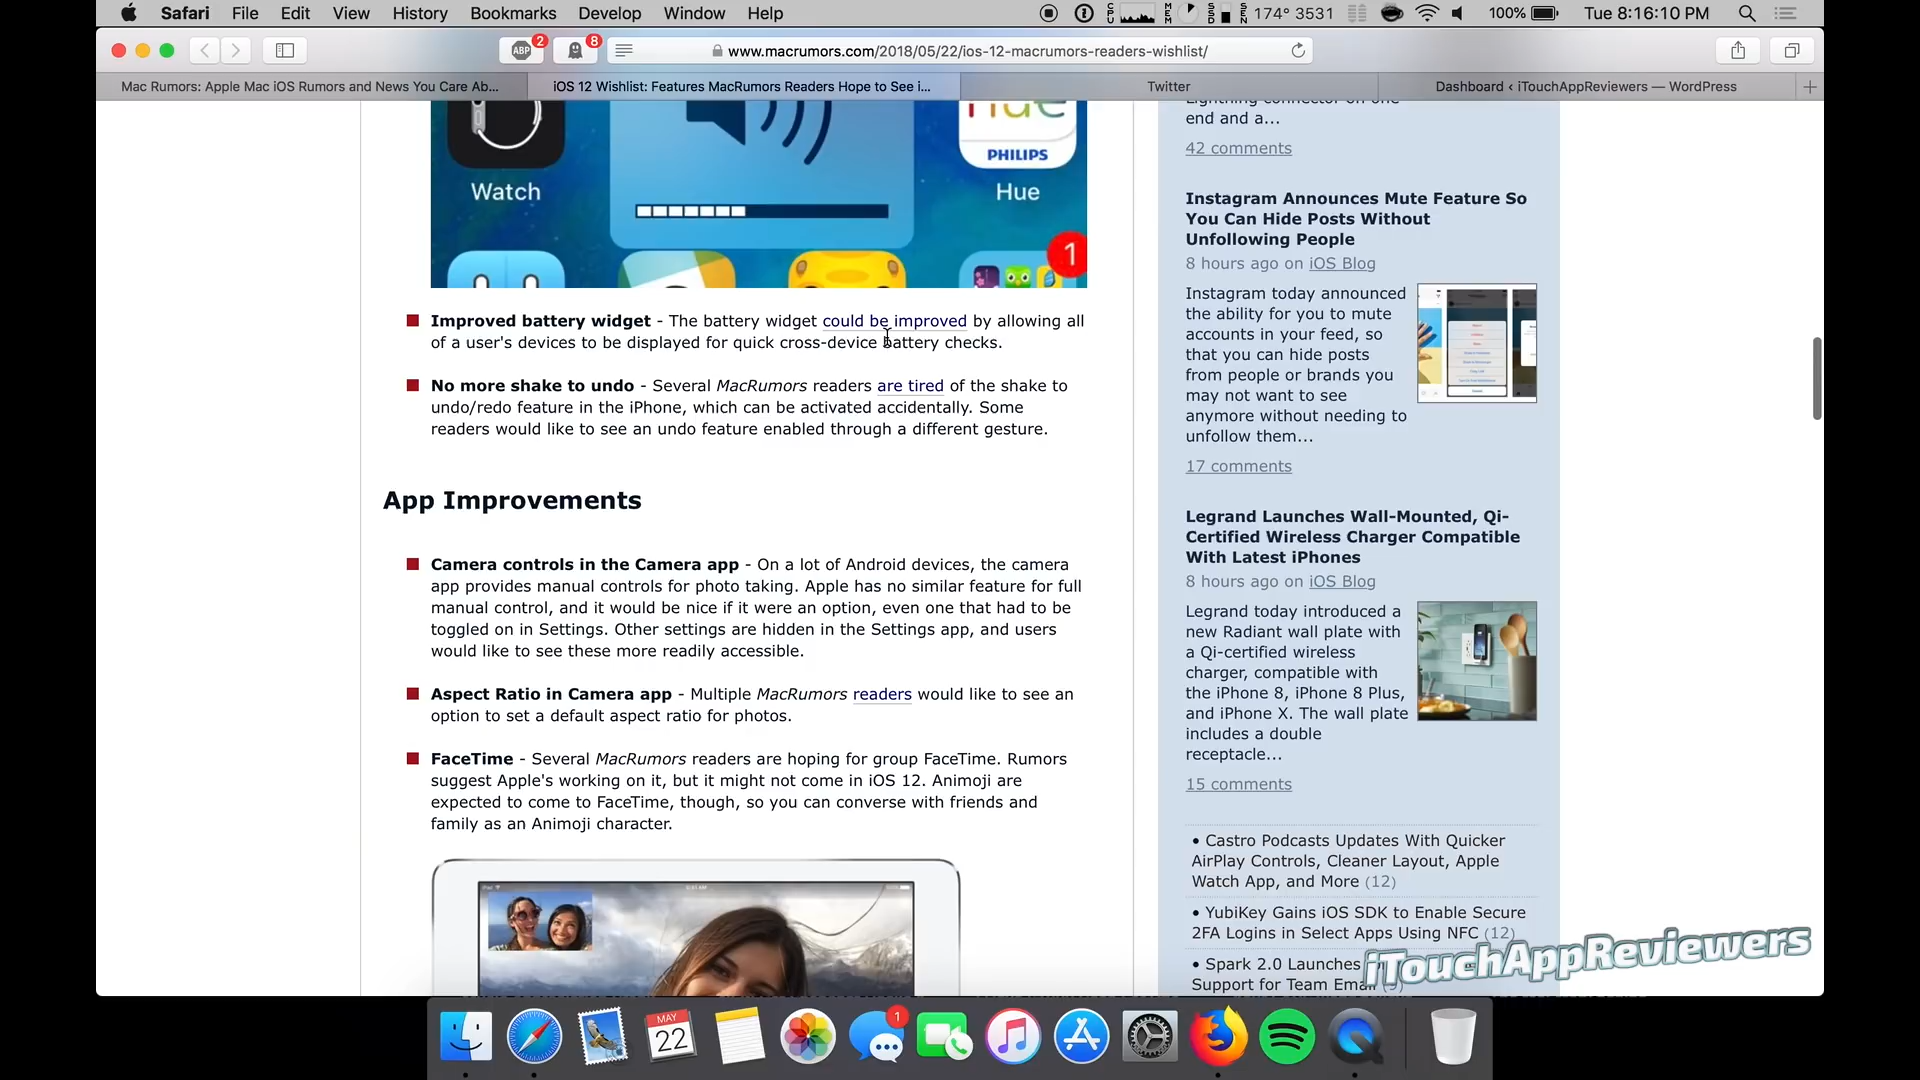 Safari File Edit View History Bookmarks Develop Window Help
CPU MEM SSD SEN 174° 3531 100% Tue 8:16:10 PM
ABP 2 8 www.macrumors.com/2018/05/22/ios-12-macrumors-readers-wishlist/
Mac Rumors: Apple Mac iOS Rumors and News You Care Ab...
iOS 12 Wishlist: Features MacRumors Readers Hope to See i...
Twitter
Dashboard ‹ iTouchAppReviewers — WordPress
hue
PHILIPS
Watch
Hue
1
Improved battery widget - The battery widget could be improved by allowing all
of a user's devices to be displayed for quick cross-device battery checks.
No more shake to undo - Several MacRumors readers are tired of the shake to
undo/redo feature in the iPhone, which can be activated accidentally. Some
readers would like to see an undo feature enabled through a different gesture.
App Improvements
Camera controls in the Camera app - On a lot of Android devices, the camera
app provides manual controls for photo taking. Apple has no similar feature for full
manual control, and it would be nice if it were an option, even one that had to be
toggled on in Settings. Other settings are hidden in the Settings app, and users
would like to see these more readily accessible.
Aspect Ratio in Camera app - Multiple MacRumors readers would like to see an
option to set a default aspect ratio for photos.
FaceTime - Several MacRumors readers are hoping for group FaceTime. Rumors
suggest Apple's working on it, but it might not come in iOS 12. Animoji are
expected to come to FaceTime, though, so you can converse with friends and
family as an Animoji character.
Lightning connector on one
end and a...
42 comments
Instagram Announces Mute Feature So
You Can Hide Posts Without
Unfollowing People
8 hours ago on iOS Blog
Instagram today announced
the ability for you to mute
accounts in your feed, so
that you can hide posts
from people or brands you
may not want to see
anymore without needing to
unfollow them...
17 comments
Legrand Launches Wall-Mounted, Qi-
Certified Wireless Charger Compatible
With Latest iPhones
8 hours ago on iOS Blog
Legrand today introduced a
new Radiant wall plate with
a Qi-certified wireless
charger, compatible with
the iPhone 8, iPhone 8 Plus,
and iPhone X. The wall plate
includes a double
receptacle...
15 comments
• Castro Podcasts Updates With Quicker
AirPlay Controls, Cleaner Layout, Apple
Watch App, and More (12)
• YubiKey Gains iOS SDK to Enable Secure
2FA Logins in Select Apps Using NFC (12)
• Spark 2.0 Launches
Support for Team Email
iTouchAppReviewers
MAY
22
1